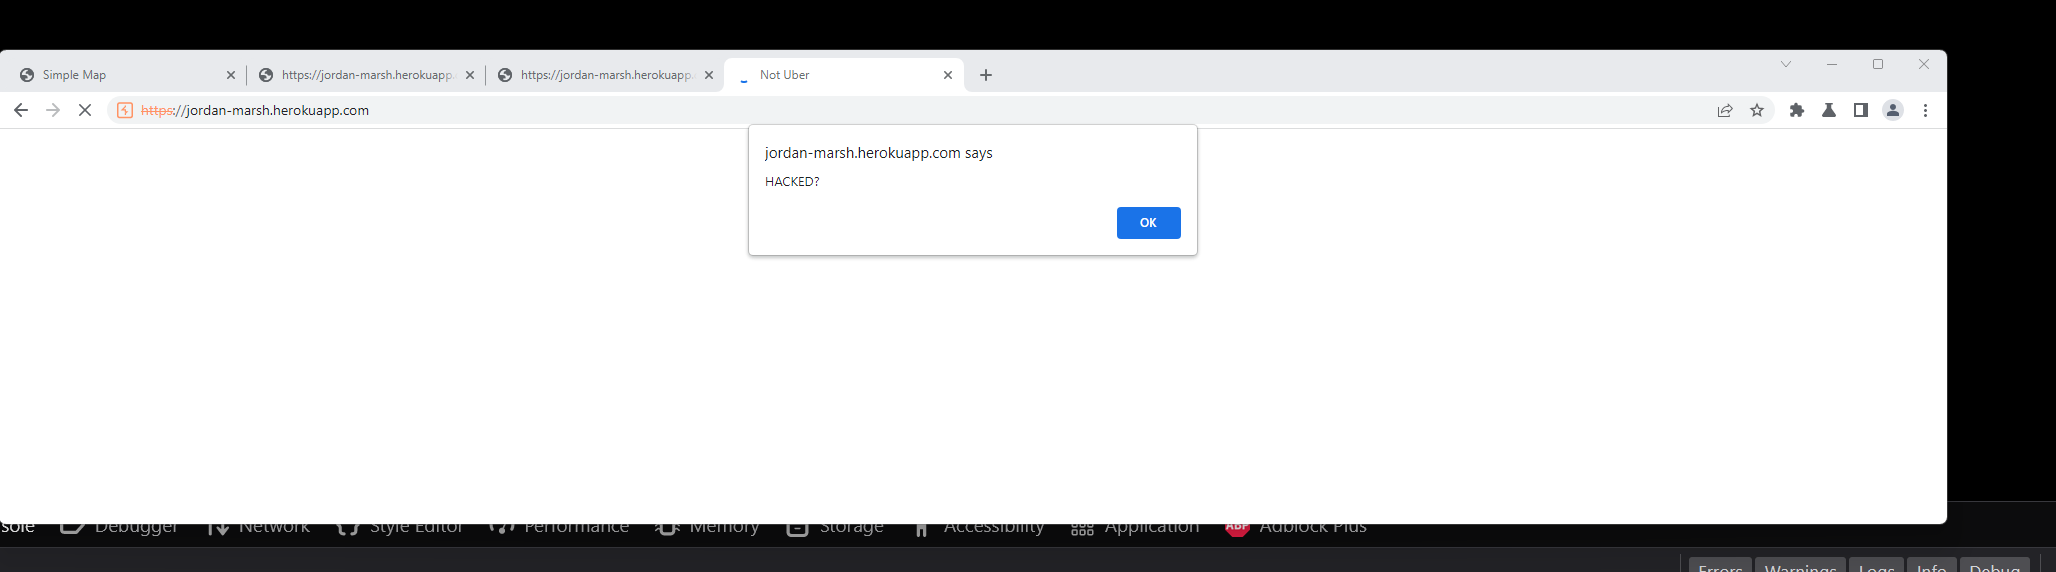 Simple Map
https://jordan-marsh.herokuapp.
https://jordan-marsh.herokuapp.
Not Uber
https://jordan-marsh.herokuapp.com
jordan-marsh.herokuapp.com says
HACKED?
OK
sole Debugger Network Style Editor Performance Memory Storage Accessibility Application ABP Adblock Plus
Errors Warnings Logs Info Debug